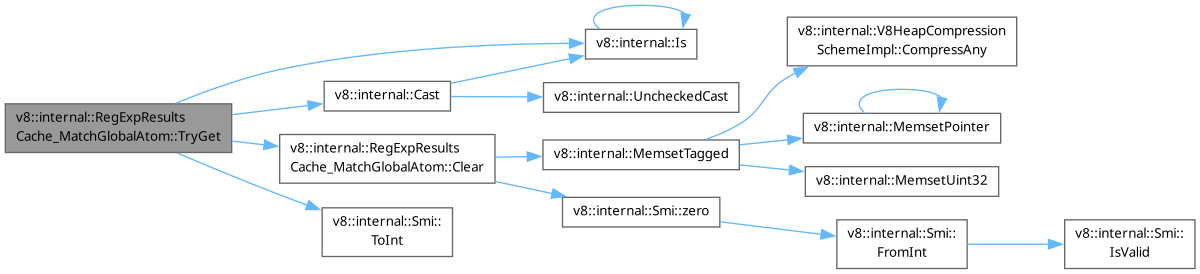 v8::internal::RegExpResults
Cache_MatchGlobalAtom::TryGet
v8::internal::Is
v8::internal::Cast
v8::internal::UncheckedCast
v8::internal::RegExpResults
Cache_MatchGlobalAtom::Clear
v8::internal::MemsetTagged
v8::internal::V8HeapCompression
SchemeImpl::CompressAny
v8::internal::MemsetPointer
v8::internal::MemsetUint32
v8::internal::Smi::zero
v8::internal::Smi::
FromInt
v8::internal::Smi::
IsValid
v8::internal::Smi::
ToInt